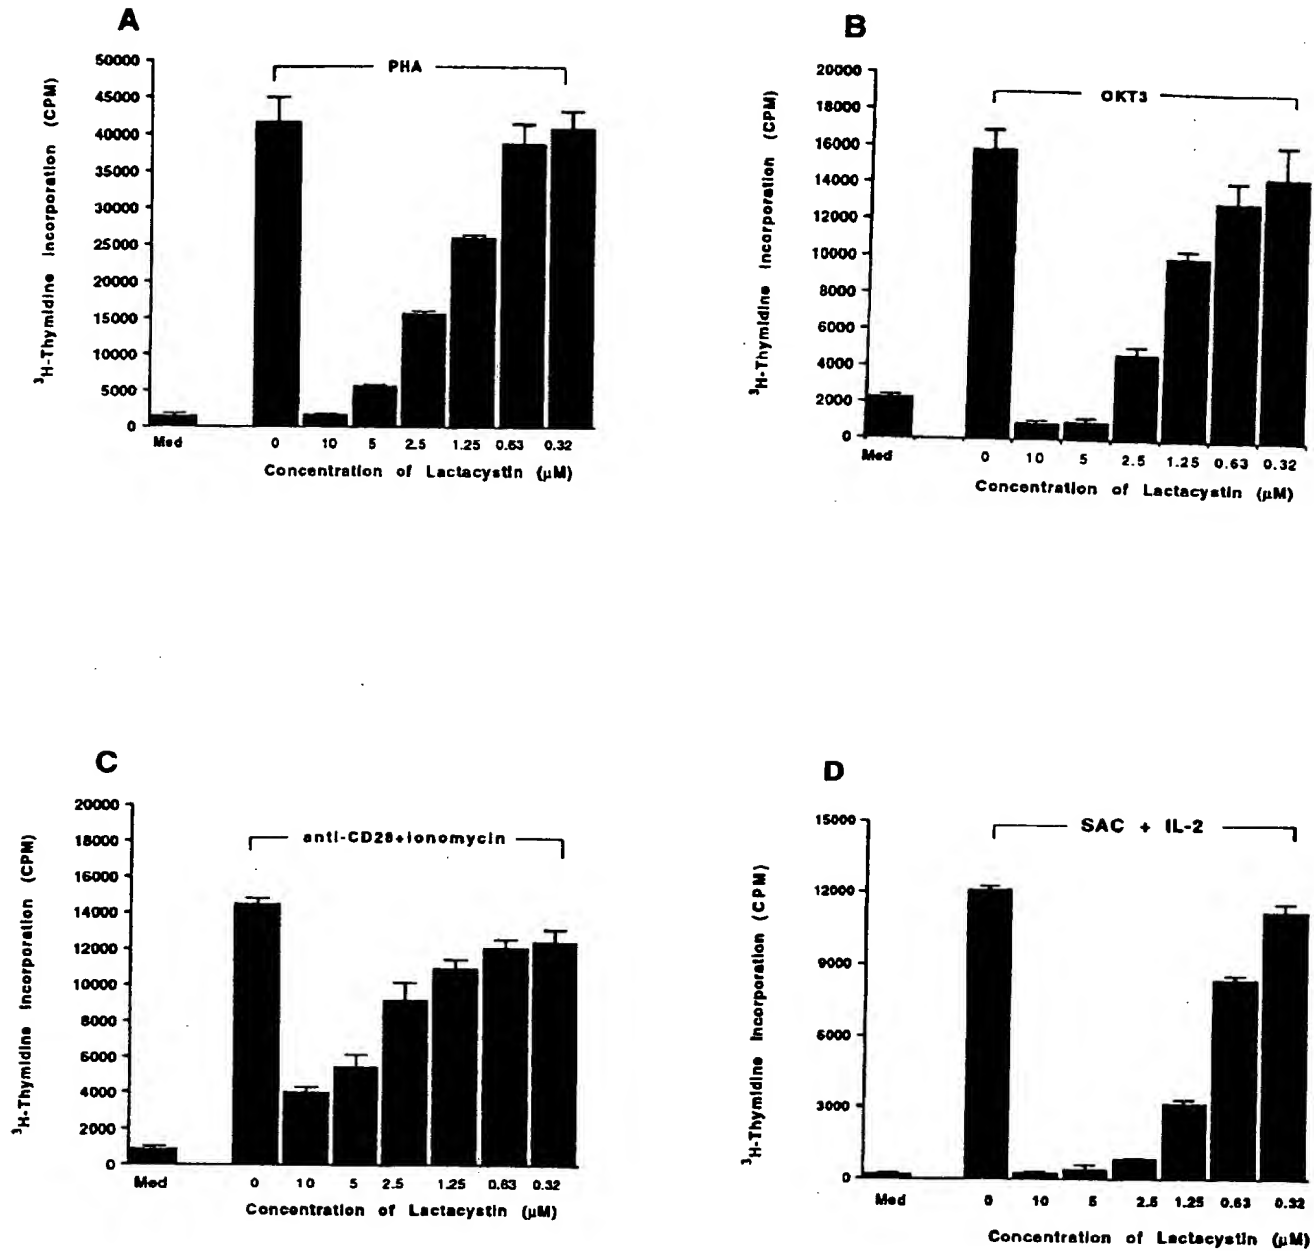 A
PHA
³H-Thymidine Incorporation (CPM)
50000
45000
40000
35000
30000
25000
20000
15000
10000
5000
0
Med 0 10 5 2.5 1.25 0.63 0.32
Concentration of Lactacystin (μM)
B
OKT3
³H-Thymidine Incorporation (CPM)
20000
18000
16000
14000
12000
10000
8000
6000
4000
2000
0
Med 0 10 5 2.5 1.25 0.63 0.32
Concentration of Lactacystin (μM)
C
anti-CD28+ionomycin
³H-Thymidine Incorporation (CPM)
20000
18000
16000
14000
12000
10000
8000
6000
4000
2000
0
Med 0 10 5 2.5 1.25 0.63 0.32
Concentration of Lactacystin (μM)
D
SAC + IL-2
³H-Thymidine Incorporation (CPM)
15000
12000
9000
6000
3000
0
Med 0 10 5 2.5 1.25 0.63 0.32
Concentration of Lactacystin (μM)